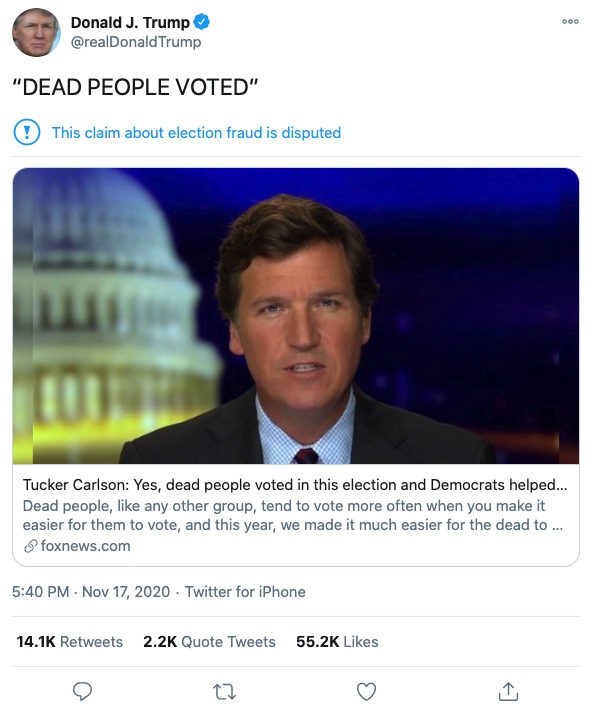 Donald J. Trump
@realDonaldTrump
“DEAD PEOPLE VOTED”
This claim about election fraud is disputed
Tucker Carlson: Yes, dead people voted in this election and Democrats helped...
Dead people, like any other group, tend to vote more often when you make it
easier for them to vote, and this year, we made it much easier for the dead to ...
foxnews.com
5:40 PM · Nov 17, 2020 · Twitter for iPhone
14.1K Retweets 2.2K Quote Tweets 55.2K Likes